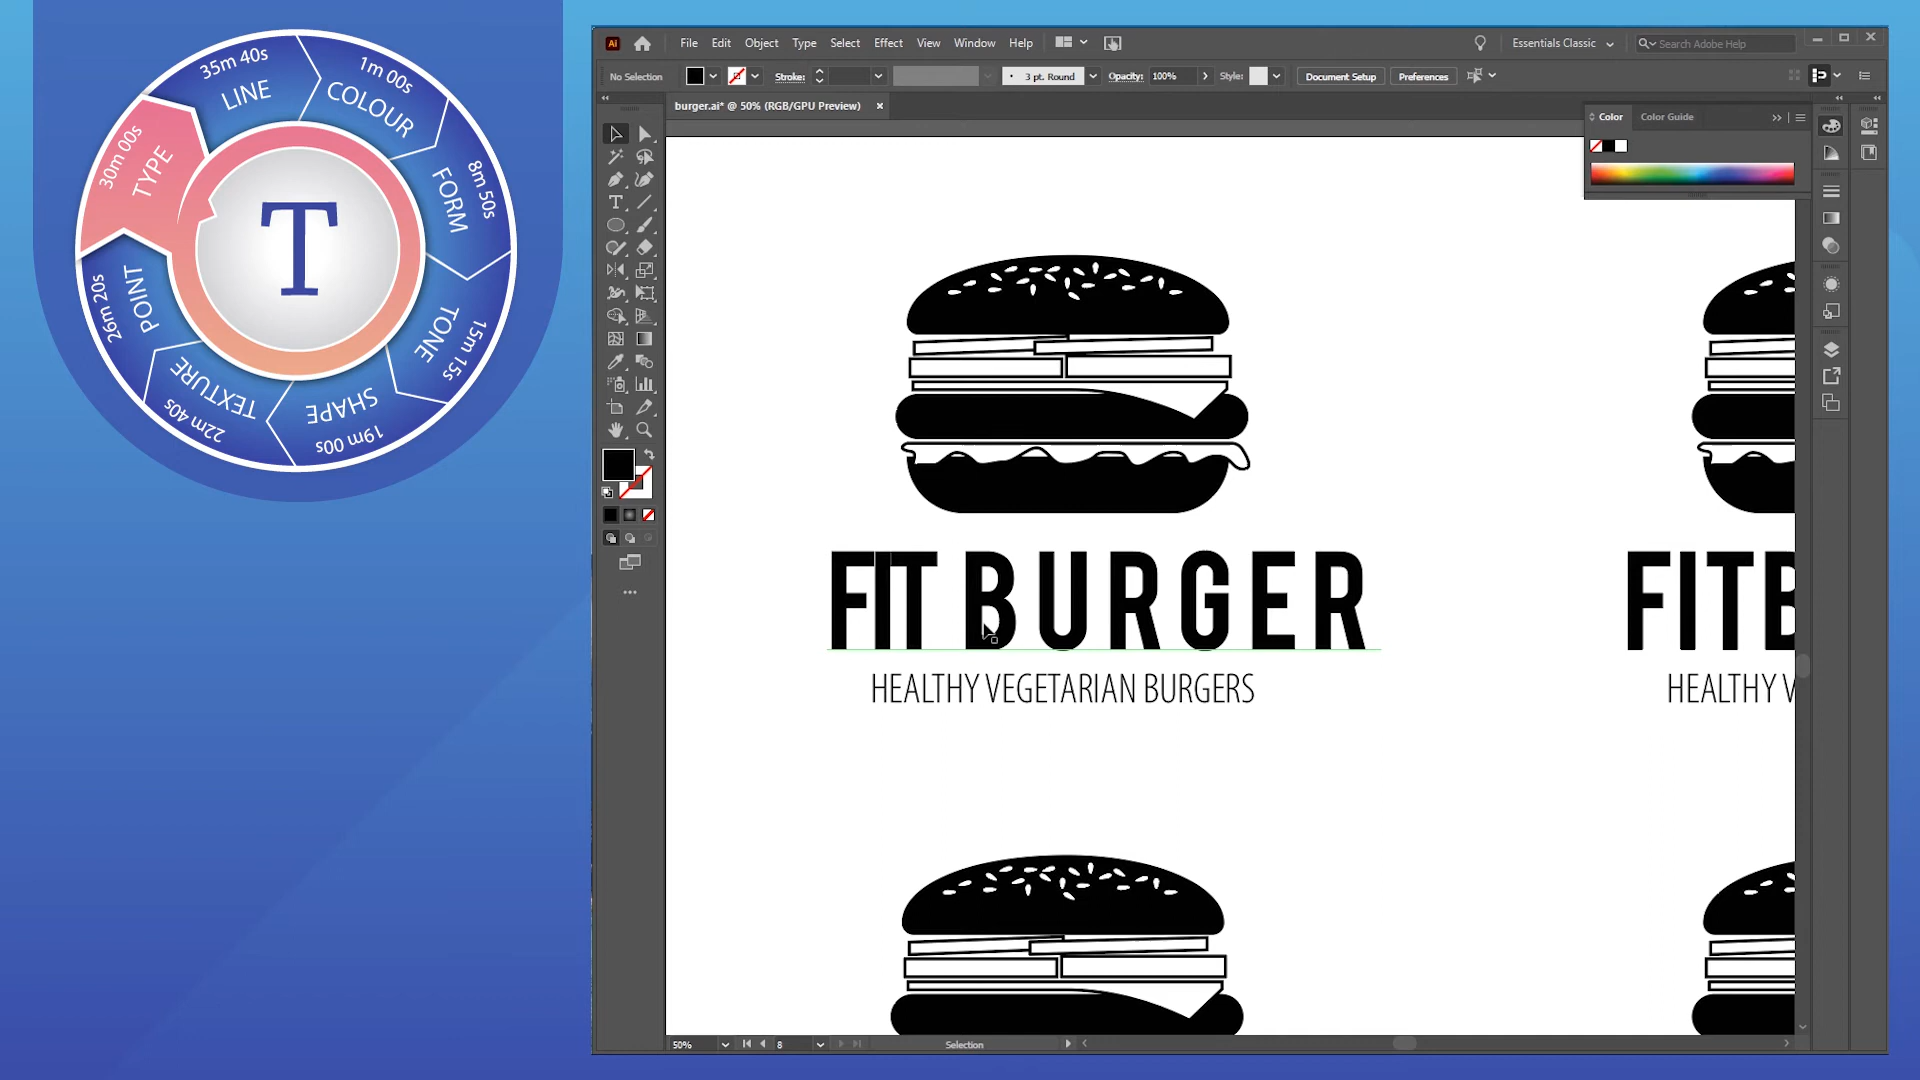 35m 40s
LINE
1m 00s
COLOUR
8m 50s
FORM
15m 15s
TONE
19m 00s
SHAPE
22m 40s
TEXTURE
26m 20s
POINT
30m 00s
TYPE
T
Ai File Edit Object Type Select Effect View Window Help Essentials Classic Search Adobe Help
No Selection Stroke: 3 pt. Round Opacity: 100% Style: Document Setup Preferences
burger.ai* @ 50% (RGB/GPU Preview)
Color Color Guide
FIT BURGER
HEALTHY VEGETARIAN BURGERS
FITB
HEALTHY V
50% 8 Selection